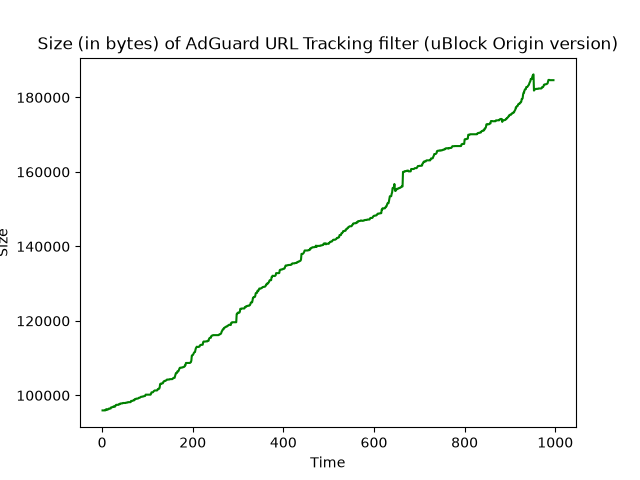 Size (in bytes) of AdGuard URL Tracking filter (uBlock Origin version)
180000
160000
140000
120000
100000
Size
0 200 400 600 800 1000
Time